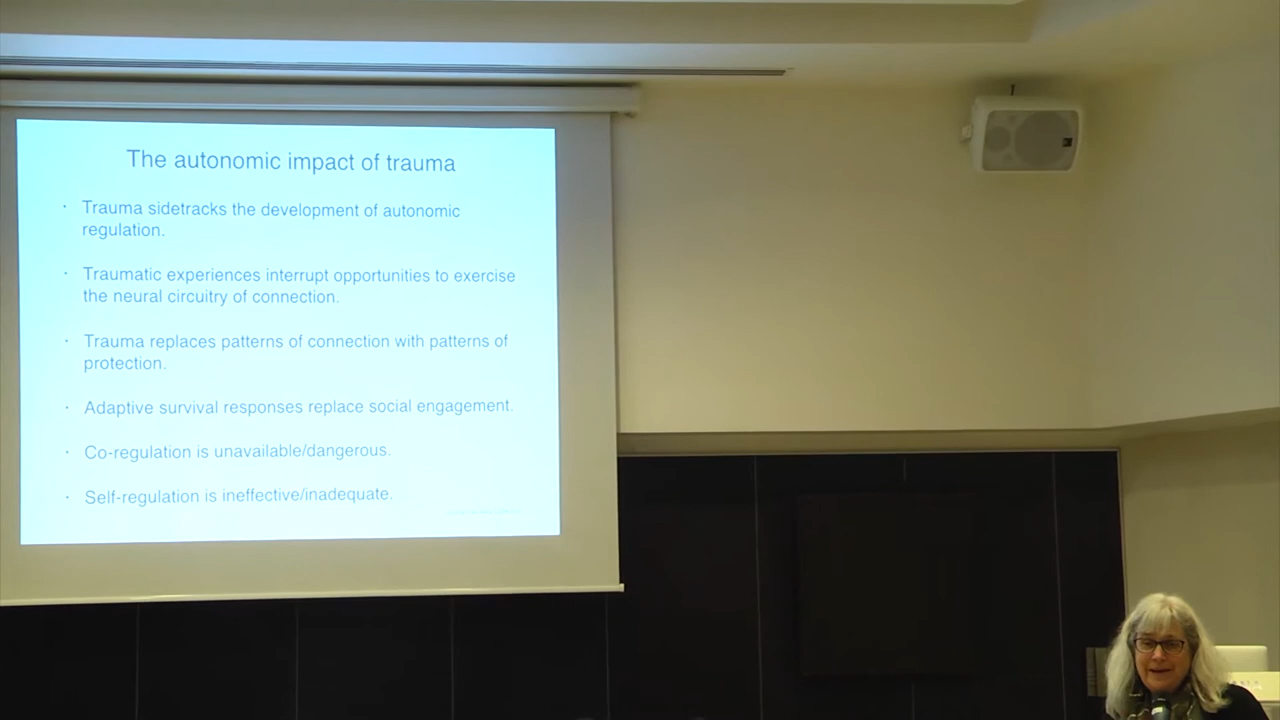 The autonomic impact of trauma
· Trauma sidetracks the development of autonomic
regulation.
· Traumatic experiences interrupt opportunities to exercise
the neural circuitry of connection.
· Trauma replaces patterns of connection with patterns of
protection.
· Adaptive survival responses replace social engagement.
· Co-regulation is unavailable/dangerous.
· Self-regulation is ineffective/inadequate.